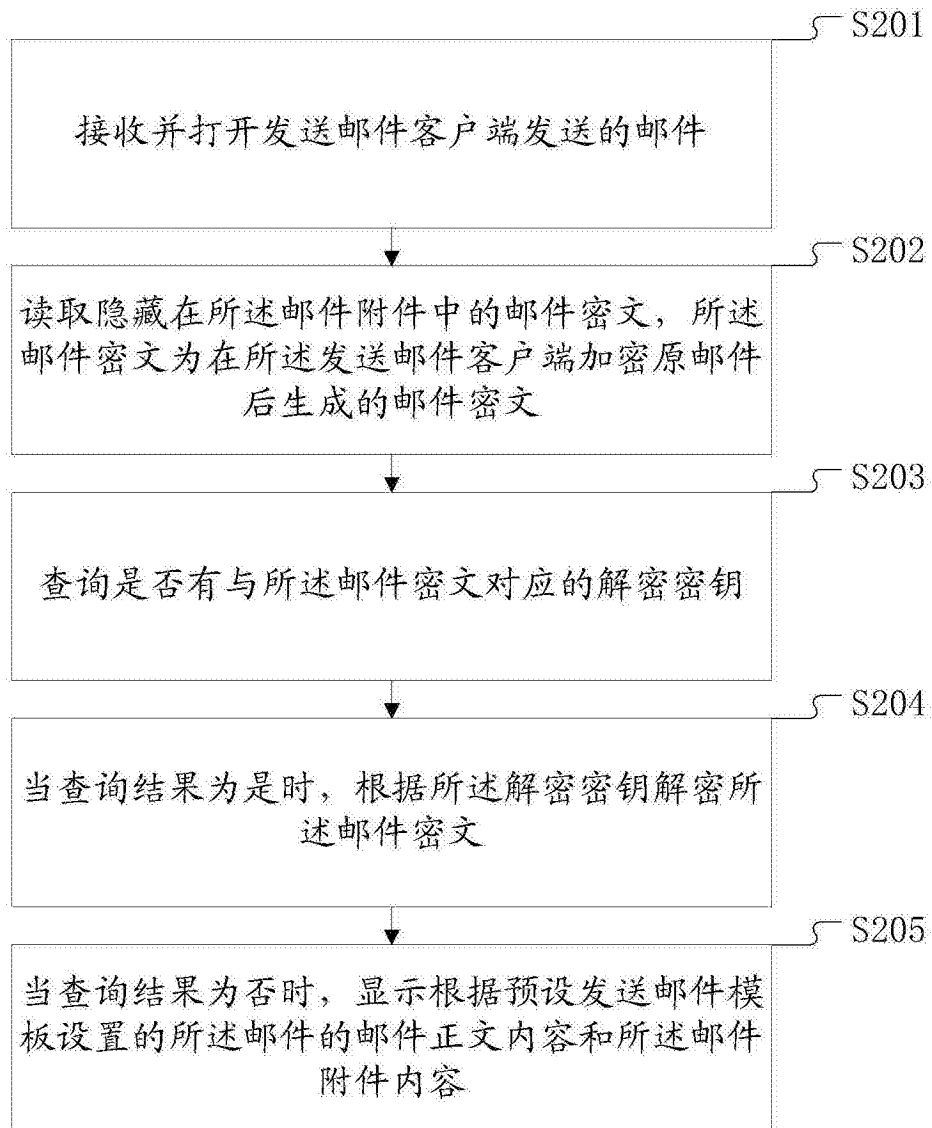 S201
接收并打开发送邮件客户端发送的邮件
S202
读取隐藏在所述邮件附件中的邮件密文，所述
邮件密文为在所述发送邮件客户端加密原邮件
后生成的邮件密文
S203
查询是否有与所述邮件密文对应的解密密钥
S204
当查询结果为是时，根据所述解密密钥解密所
述邮件密文
S205
当查询结果为否时，显示根据预设发送邮件模
板设置的所述邮件的邮件正文内容和所述邮件
附件内容